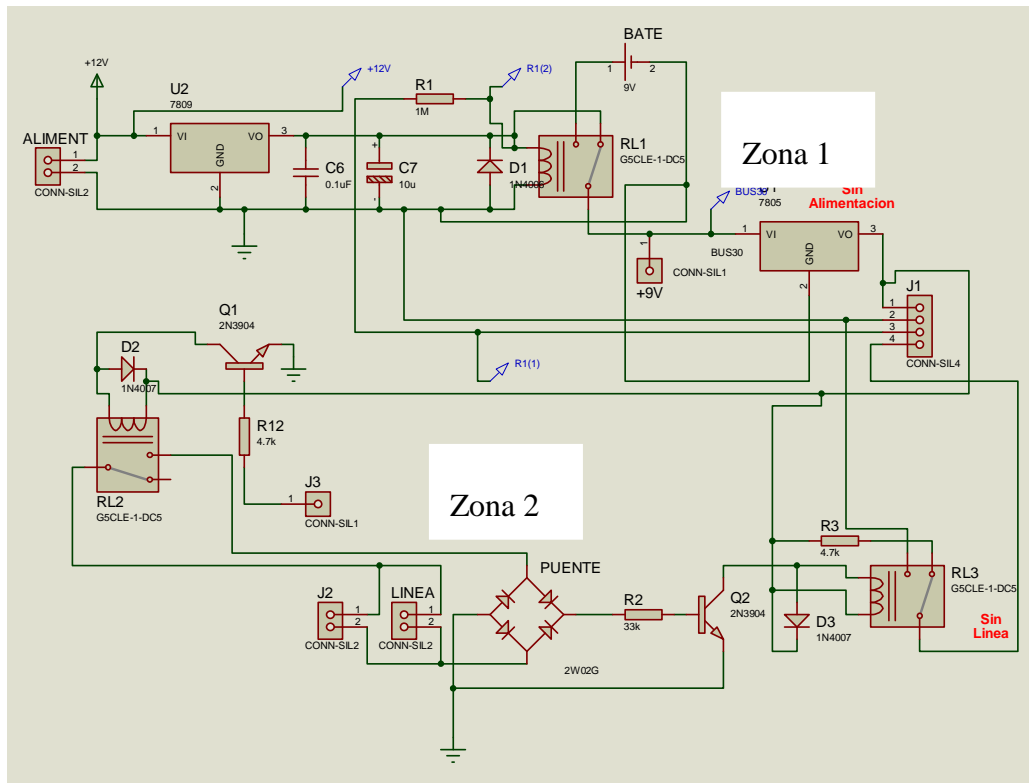 BATE
1 2
9V
+12V
+12V
R1(2)
U2
7809
R1
1M
1 VI VO 3
GND
2
ALIMENT
1
2
CONN-SIL2
C6
0.1uF
+
C7
10u
-
D1
1N4006
RL1
G5CLE-1-DC5
Zona 1
BUS30
7805
Sin
Alimentacion
1 VI VO 3
GND
2
BUS30
1
CONN-SIL1
+9V
J1
1
2
3
4
CONN-SIL4
R1(1)
Q1
2N3904
D2
1N4007
R12
4.7k
RL2
G5CLE-1-DC5
J3
1
CONN-SIL1
Zona 2
J2
1
2
CONN-SIL2
LINEA
1
2
CONN-SIL2
PUENTE
2W02G
R2
33k
Q2
2N3904
R3
4.7k
D3
1N4007
RL3
G5CLE-1-DC5
Sin
Linea